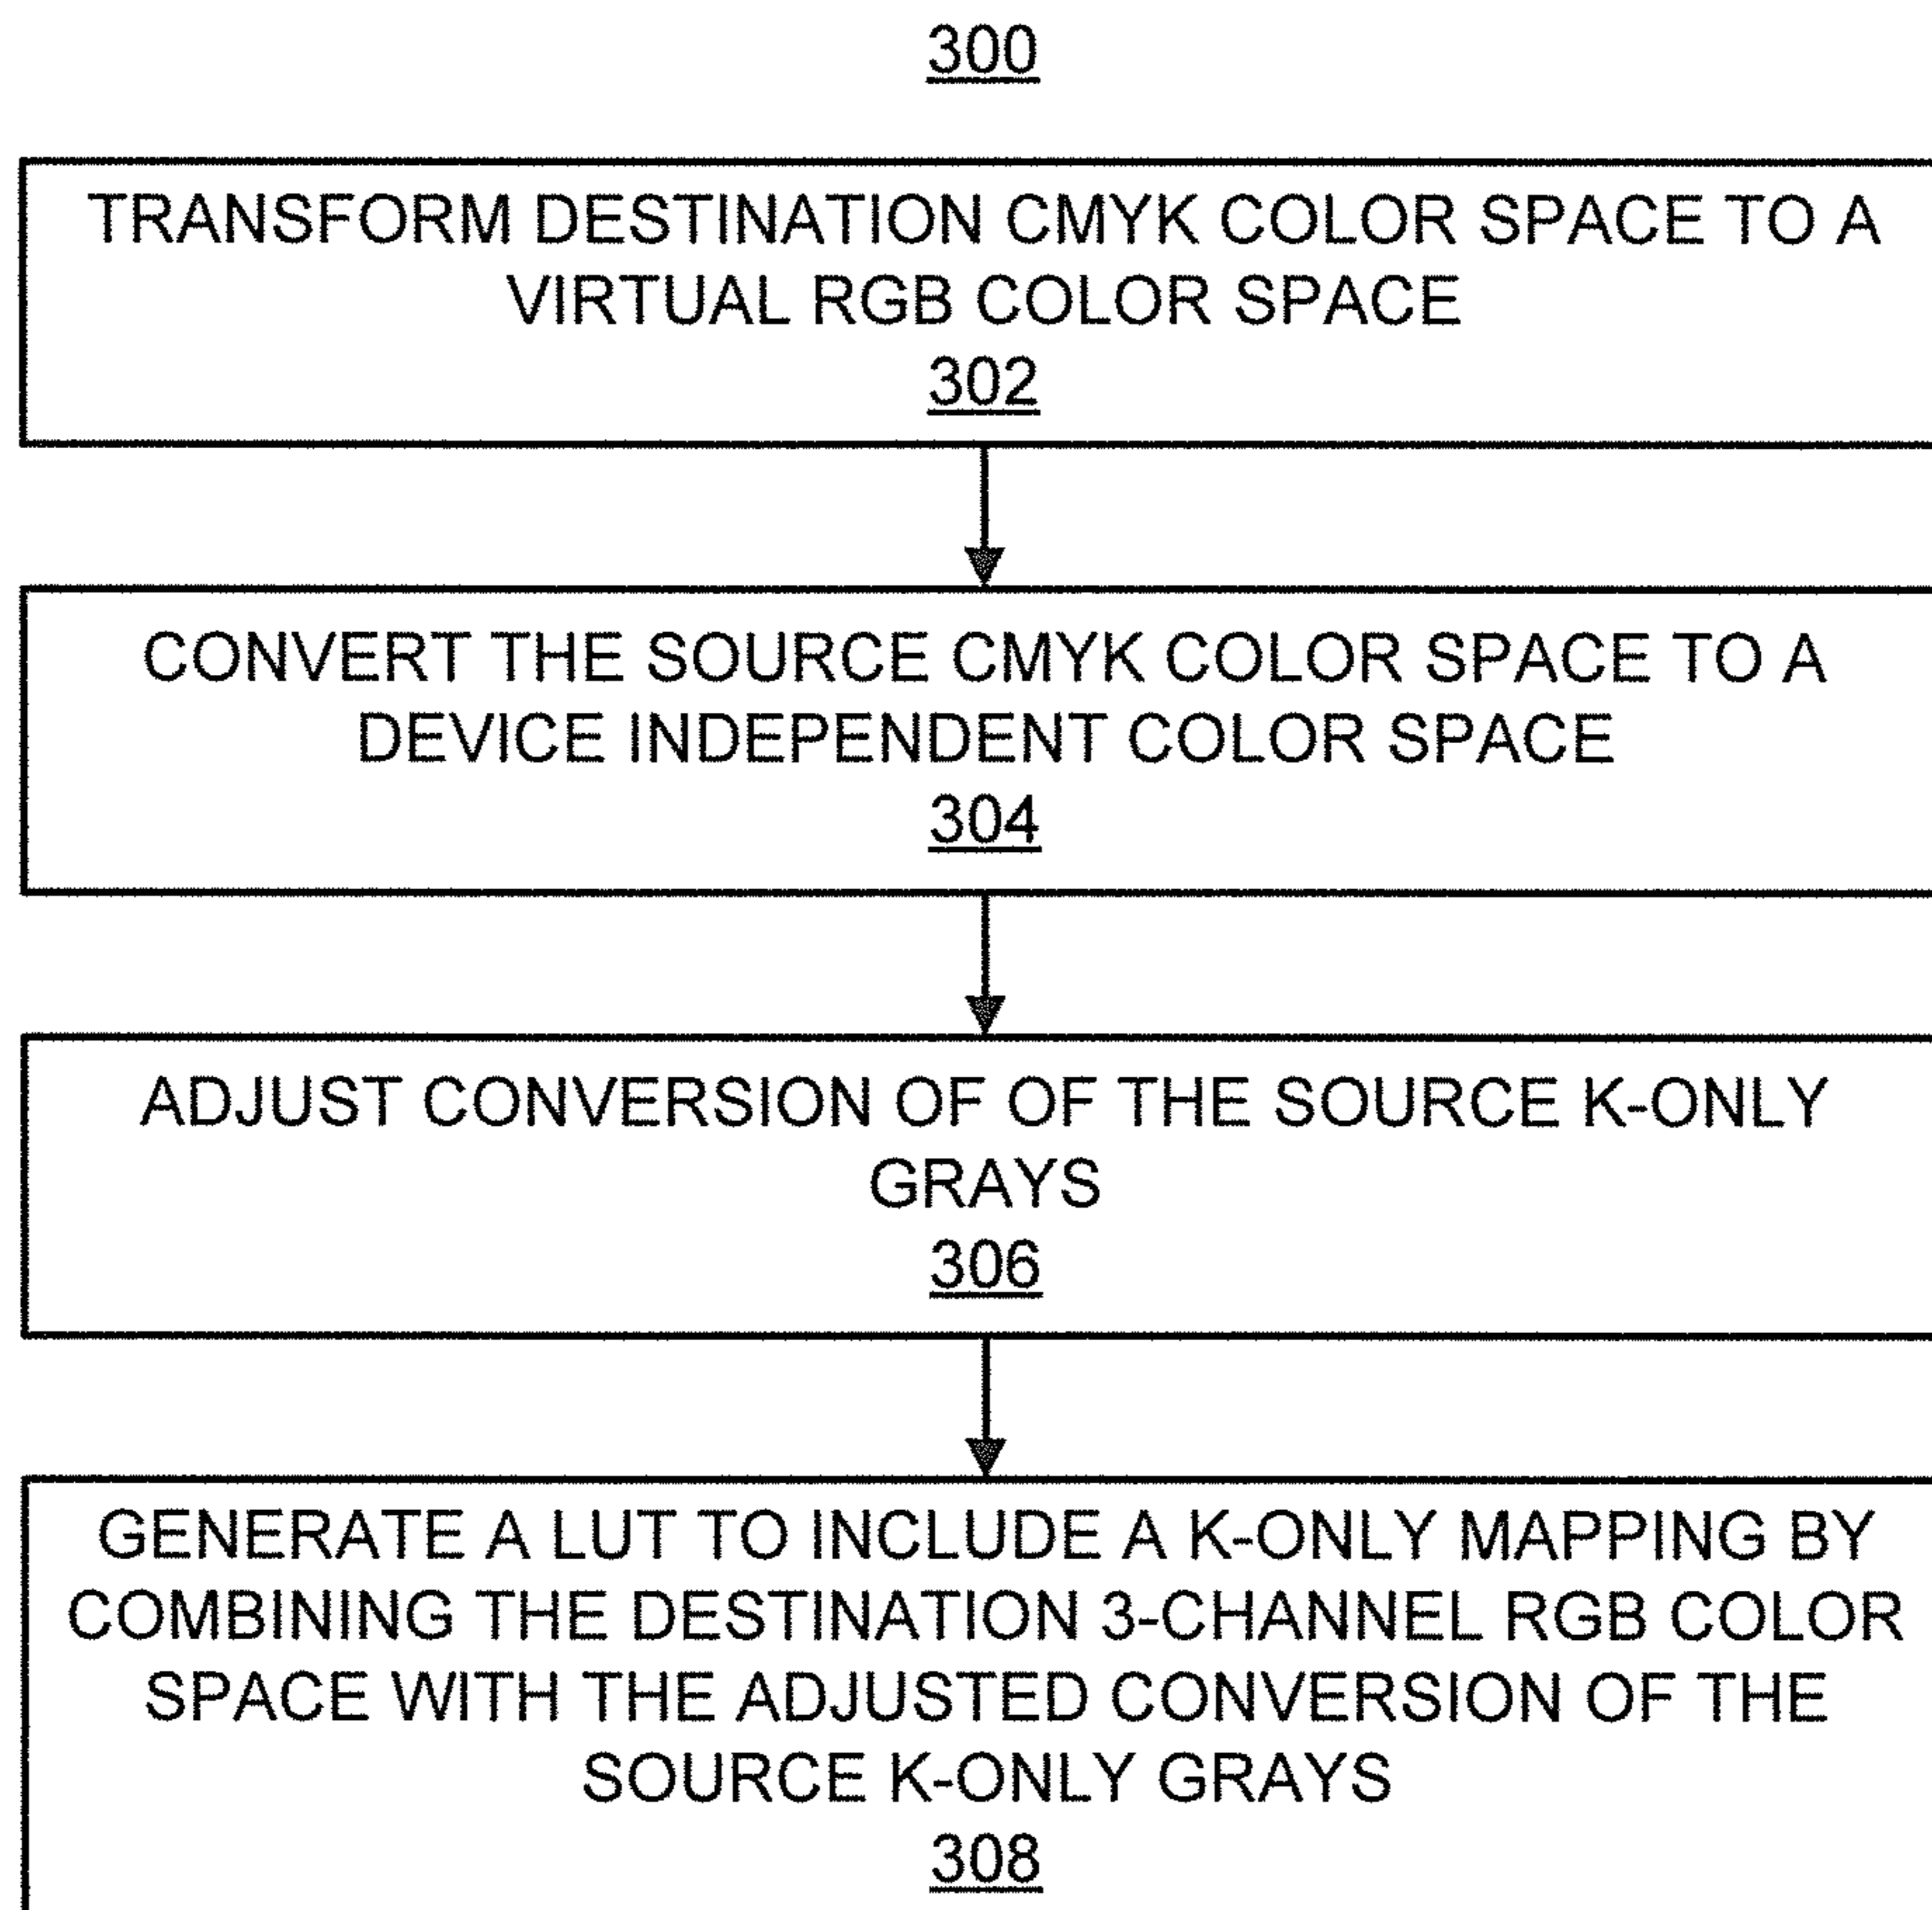 300
TRANSFORM DESTINATION CMYK COLOR SPACE TO A
VIRTUAL RGB COLOR SPACE
302
CONVERT THE SOURCE CMYK COLOR SPACE TO A
DEVICE INDEPENDENT COLOR SPACE
304
ADJUST CONVERSION OF OF THE SOURCE K-ONLY
GRAYS
306
GENERATE A LUT TO INCLUDE A K-ONLY MAPPING BY
COMBINING THE DESTINATION 3-CHANNEL RGB COLOR
SPACE WITH THE ADJUSTED CONVERSION OF THE
SOURCE K-ONLY GRAYS
308